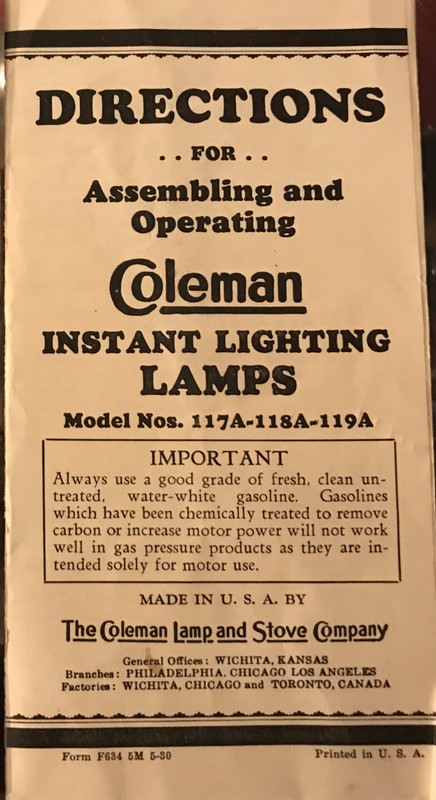 DIRECTIONS
. . FOR . .
Assembling and
Operating
Coleman
INSTANT LIGHTING
LAMPS
Model Nos. 117A-118A-119A
IMPORTANT
Always use a good grade of fresh, clean un-
treated, water-white gasoline. Gasolines
which have been chemically treated to remove
carbon or increase motor power will not work
well in gas pressure products as they are in-
tended solely for motor use.
MADE IN U. S. A. BY
The Coleman Lamp and Stove Company
General Offices: WICHITA, KANSAS
Branches: PHILADELPHIA, CHICAGO LOS ANGELES
Factories: WICHITA, CHICAGO and TORONTO, CANADA
Form F634 5M 5-30 Printed in U. S. A.